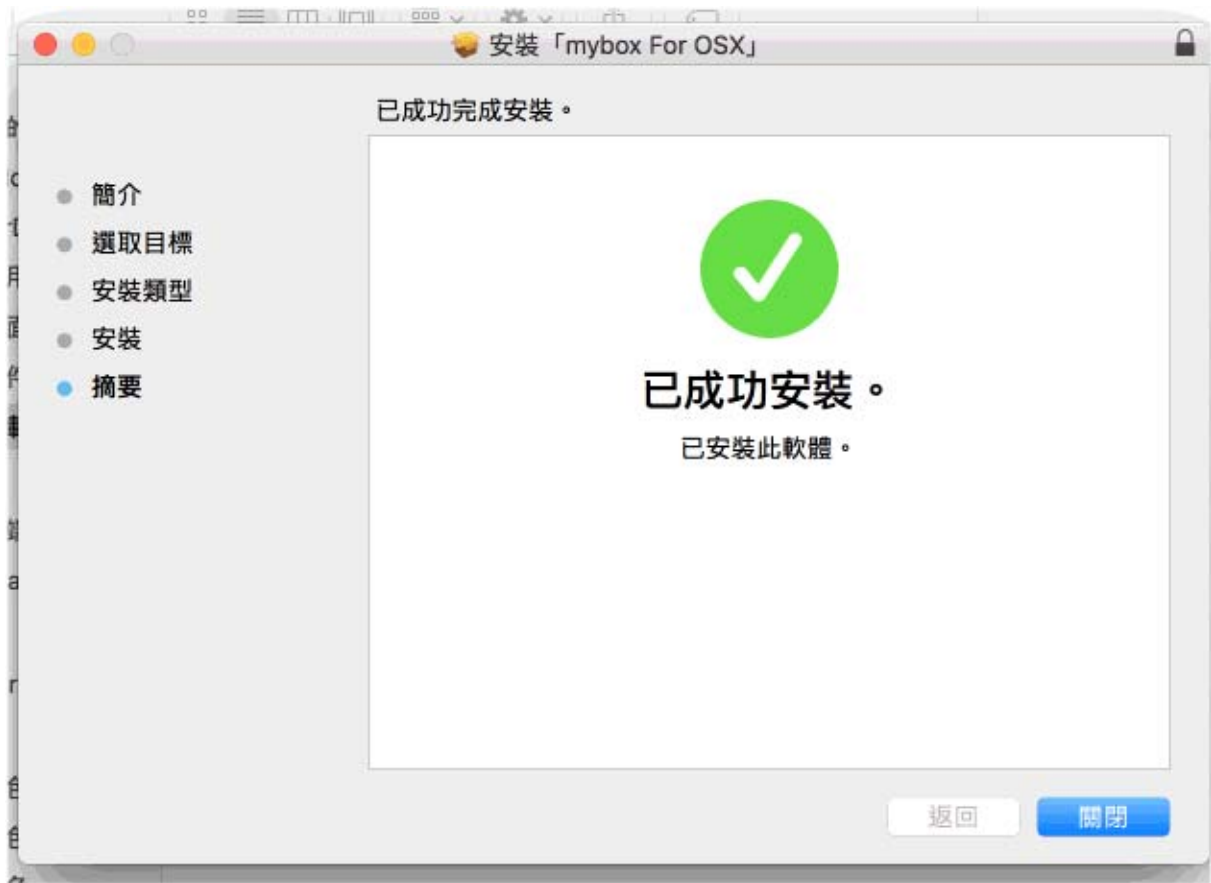 安裝「mybox For OSX」
已成功完成安裝。
簡介
選取目標
安裝類型
安裝
摘要
已成功安裝。
已安裝此軟體。
返回
關閉